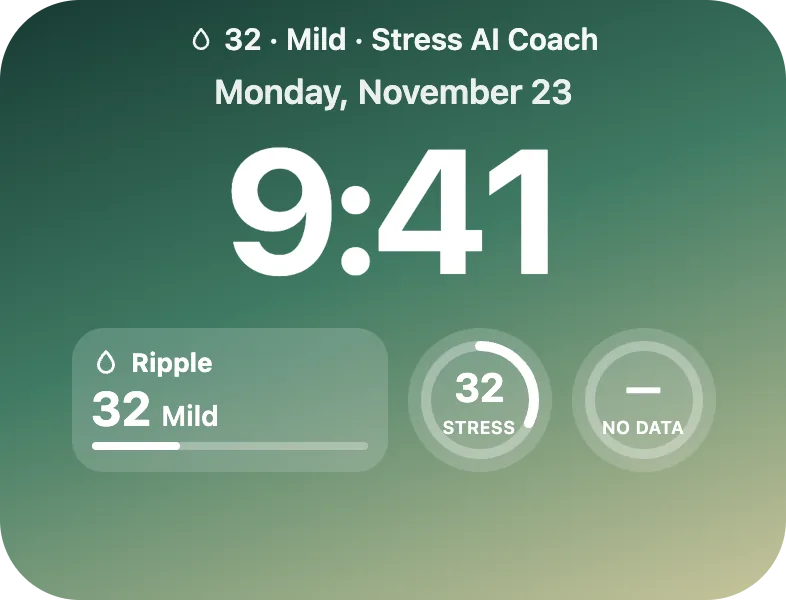 32 · Mild · Stress AI Coach
Monday, November 23
9:41
Ripple
32 Mild
32
STRESS
—
NO DATA